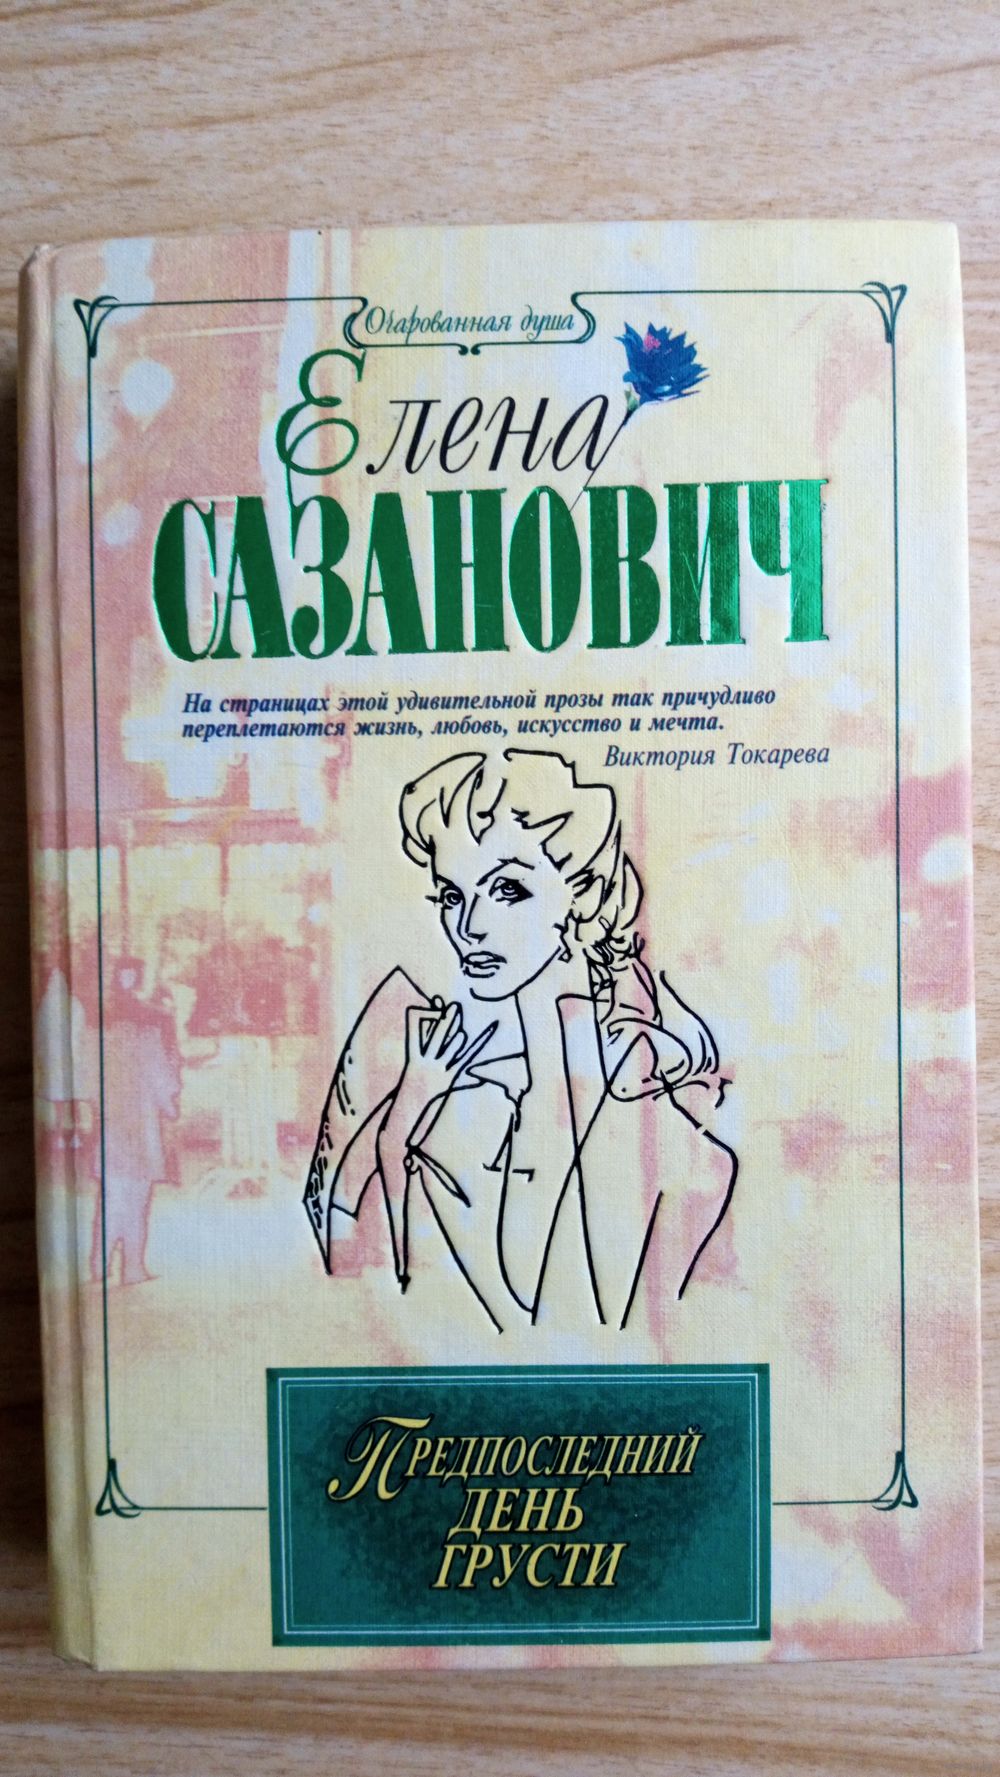 Очарованная душа
Елена
САЗАНОВИЧ
На страницах этой удивительной прозы так причудливо
переплетаются жизнь, любовь, искусство и мечта.
Виктория Токарева
ПРЕДПОСЛЕДНИЙ
ДЕНЬ
ГРУСТИ